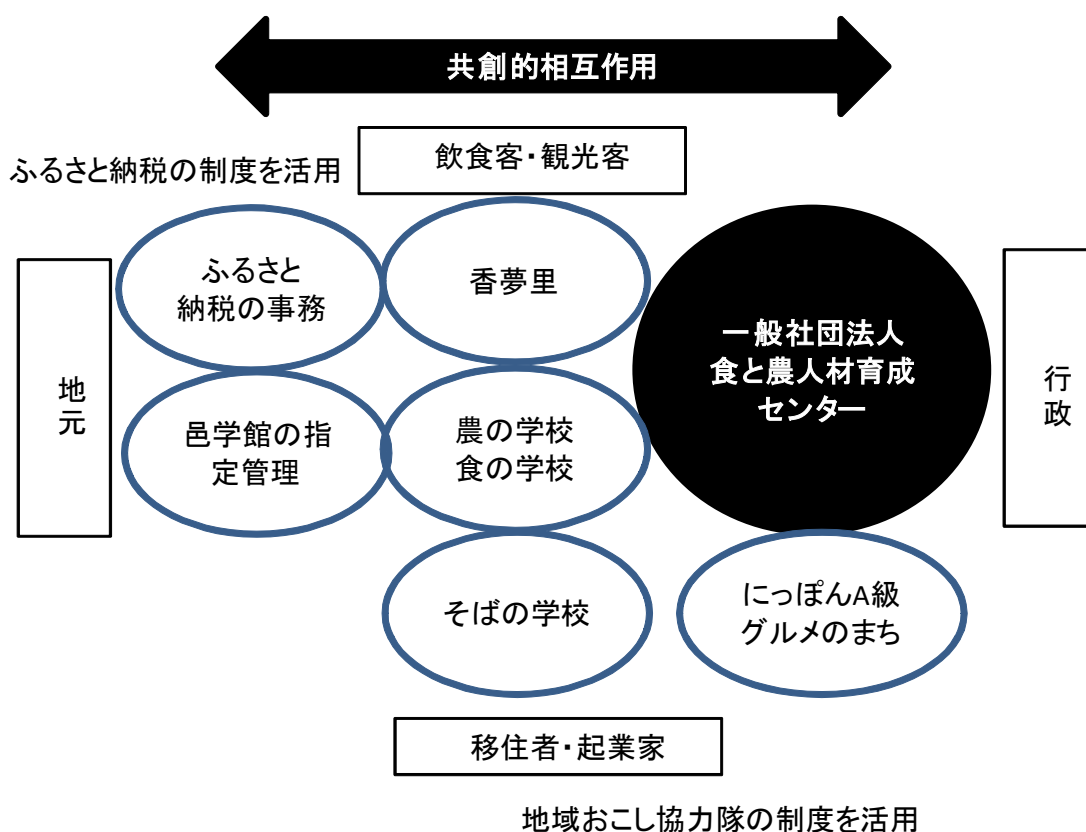 共創的相互作用
飲食客・観光客
ふるさと納税の制度を活用
ふるさと
納税の事務
香夢里
一般社団法人
食と農人材育成
センター
地
元
行
政
邑学館の指
定管理
農の学校
食の学校
そばの学校
にっぽんA級
グルメのまち
移住者・起業家
地域おこし協力隊の制度を活用